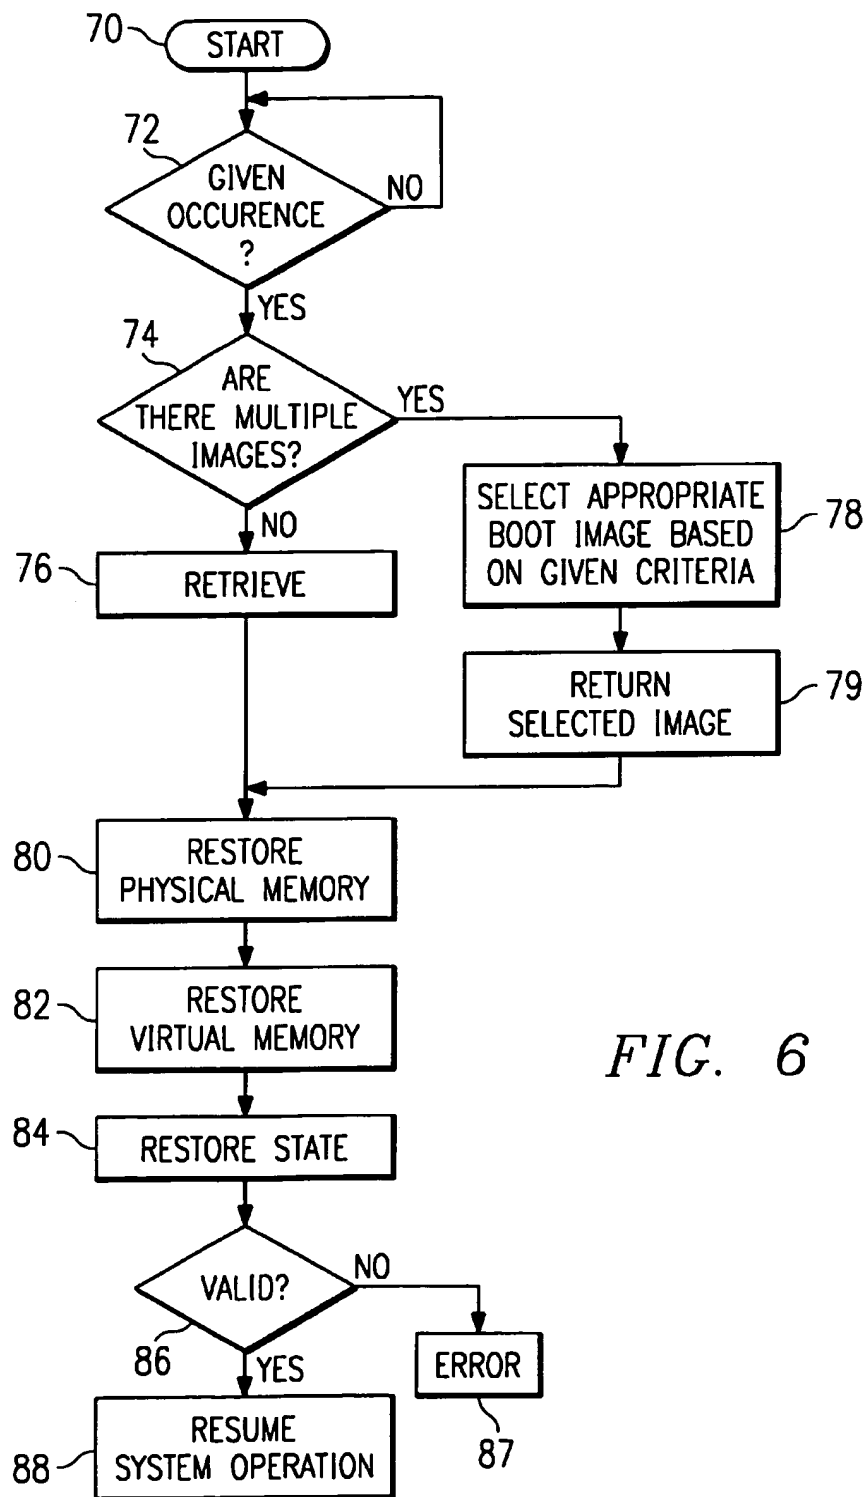 70
START
72
GIVEN
OCCURENCE
?
NO
YES
74
ARE
THERE MULTIPLE
IMAGES?
YES
NO
SELECT APPROPRIATE
BOOT IMAGE BASED
ON GIVEN CRITERIA
78
76
RETRIEVE
RETURN
SELECTED IMAGE
79
80
RESTORE
PHYSICAL MEMORY
82
RESTORE
VIRTUAL MEMORY
FIG. 6
84
RESTORE STATE
VALID?
NO
86
YES
ERROR
87
RESUME
SYSTEM OPERATION
88